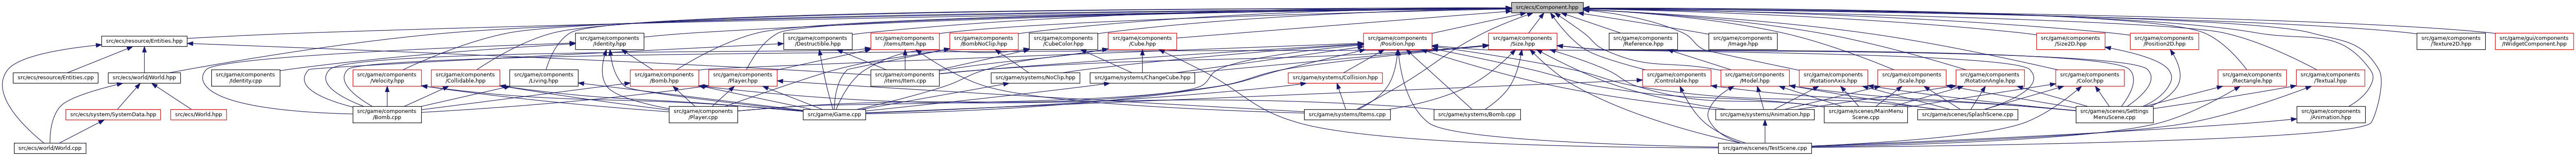 src/ecs/Component.hpp
src/ecs/resource/Entities.hpp
src/game/components
/Identity.hpp
src/game/components
/Destructible.hpp
src/game/components
/items/Item.hpp
src/game/components
/BombNoClip.hpp
src/game/components
/CubeColor.hpp
src/game/components
/Cube.hpp
src/game/components
/Position.hpp
src/game/components
/Size.hpp
src/game/components
/Reference.hpp
src/game/components
/Image.hpp
src/game/components
/Size2D.hpp
src/game/components
/Position2D.hpp
src/game/components
/Texture2D.hpp
src/game/gui/components
/IWidgetComponent.hpp
src/ecs/resource/Entities.cpp
src/ecs/world/World.hpp
src/game/components
/Identity.cpp
src/game/components
/Velocity.hpp
src/game/components
/Collidable.hpp
src/game/components
/Living.hpp
src/game/components
/Bomb.hpp
src/game/components
/Player.hpp
src/game/components
/items/Item.cpp
src/game/systems/NoClip.hpp
src/game/systems/ChangeCube.hpp
src/game/systems/Collision.hpp
src/game/components
/Controlable.hpp
src/game/components
/Model.hpp
src/game/components
/RotationAxis.hpp
src/game/components
/Scale.hpp
src/game/components
/RotationAngle.hpp
src/game/components
/Color.hpp
src/game/components
/Rectangle.hpp
src/game/components
/Textual.hpp
src/ecs/system/SystemData.hpp
src/ecs/World.hpp
src/game/components
/Bomb.cpp
src/game/components
/Player.cpp
src/game/Game.cpp
src/game/systems/Items.cpp
src/game/systems/Bomb.cpp
src/game/systems/Animation.hpp
src/game/scenes/MainMenu
Scene.cpp
src/game/scenes/SplashScene.cpp
src/game/scenes/Settings
MenuScene.cpp
src/game/components
/Animation.hpp
src/ecs/world/World.cpp
src/game/scenes/TestScene.cpp